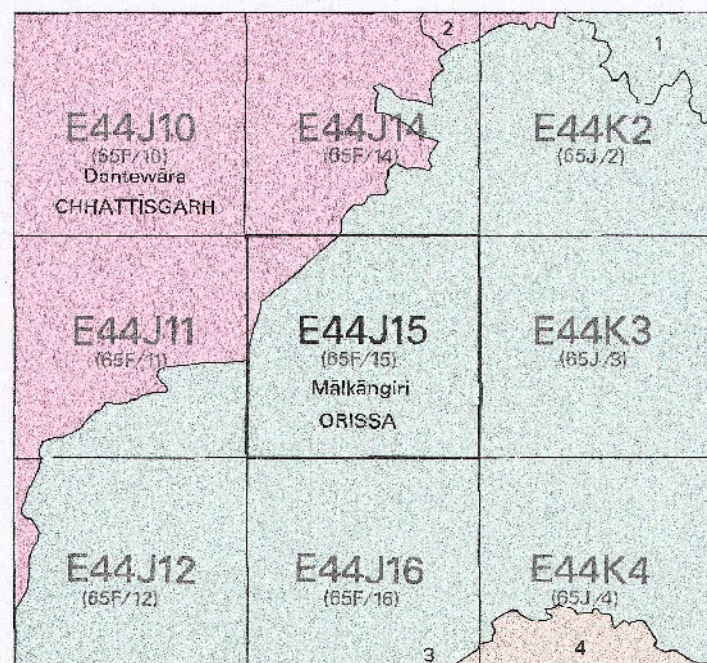 2
1
E44J10
(65F/10)
Dantewāra
CHHATTĪSGARH
E44J14
(65F/14)
E44K2
(65J/2)
E44J11
(65F/11)
E44J15
(65F/15)
Mālkāngiri
ORISSA
E44K3
(65J/3)
E44J12
(65F/12)
E44J16
(65F/16)
E44K4
(65J/4)
3
4